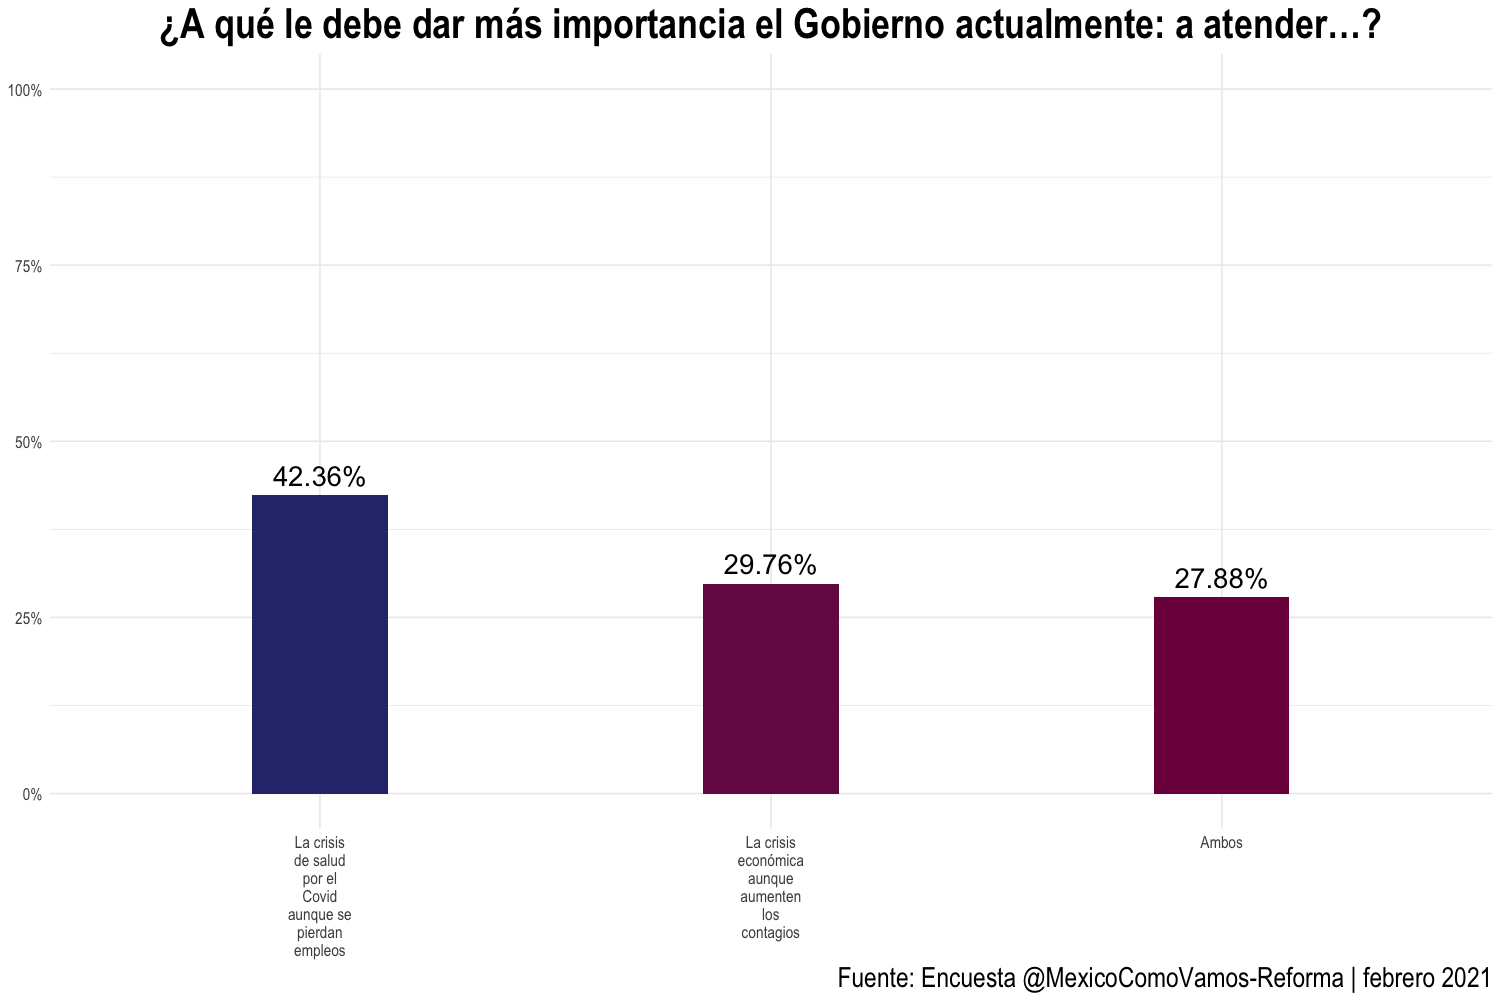 ¿A qué le debe dar más importancia el Gobierno actualmente: a atender…?
100%
75%
50%
25%
0%
42.36%
29.76%
27.88%
La crisis
de salud
por el
Covid
aunque se
pierdan
empleos
La crisis
económica
aunque
aumenten
los
contagios
Ambos
Fuente: Encuesta @MexicoComoVamos-Reforma | febrero 2021